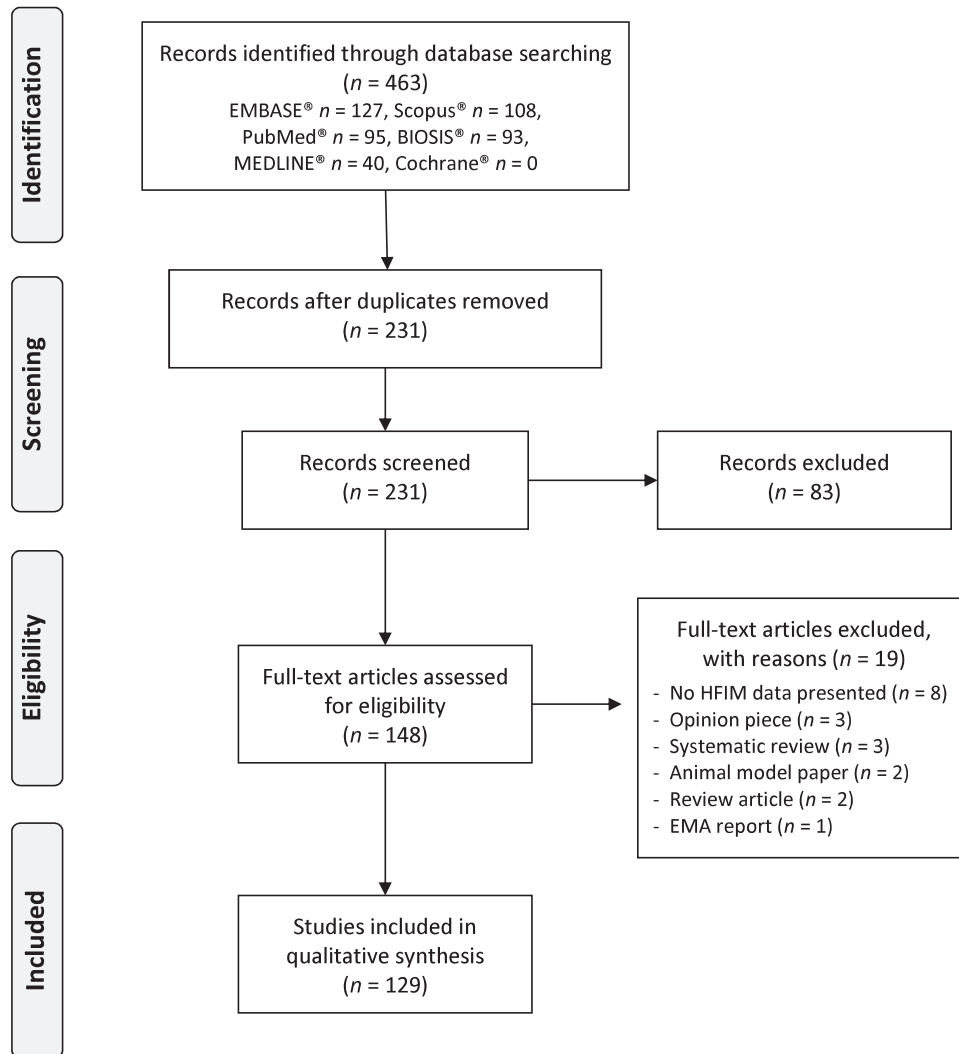 Identification
Records identified through database searching
(n = 463)
EMBASE® n = 127, Scopus® n = 108,
PubMed® n = 95, BIOSIS® n = 93,
MEDLINE® n = 40, Cochrane® n = 0
Screening
Records after duplicates removed
(n = 231)
Records screened
(n = 231)
Records excluded
(n = 83)
Eligibility
Full-text articles assessed
for eligibility
(n = 148)
Full-text articles excluded,
with reasons (n = 19)
- No HFIM data presented (n = 8)
- Opinion piece (n = 3)
- Systematic review (n = 3)
- Animal model paper (n = 2)
- Review article (n = 2)
- EMA report (n = 1)
Included
Studies included in
qualitative synthesis
(n = 129)